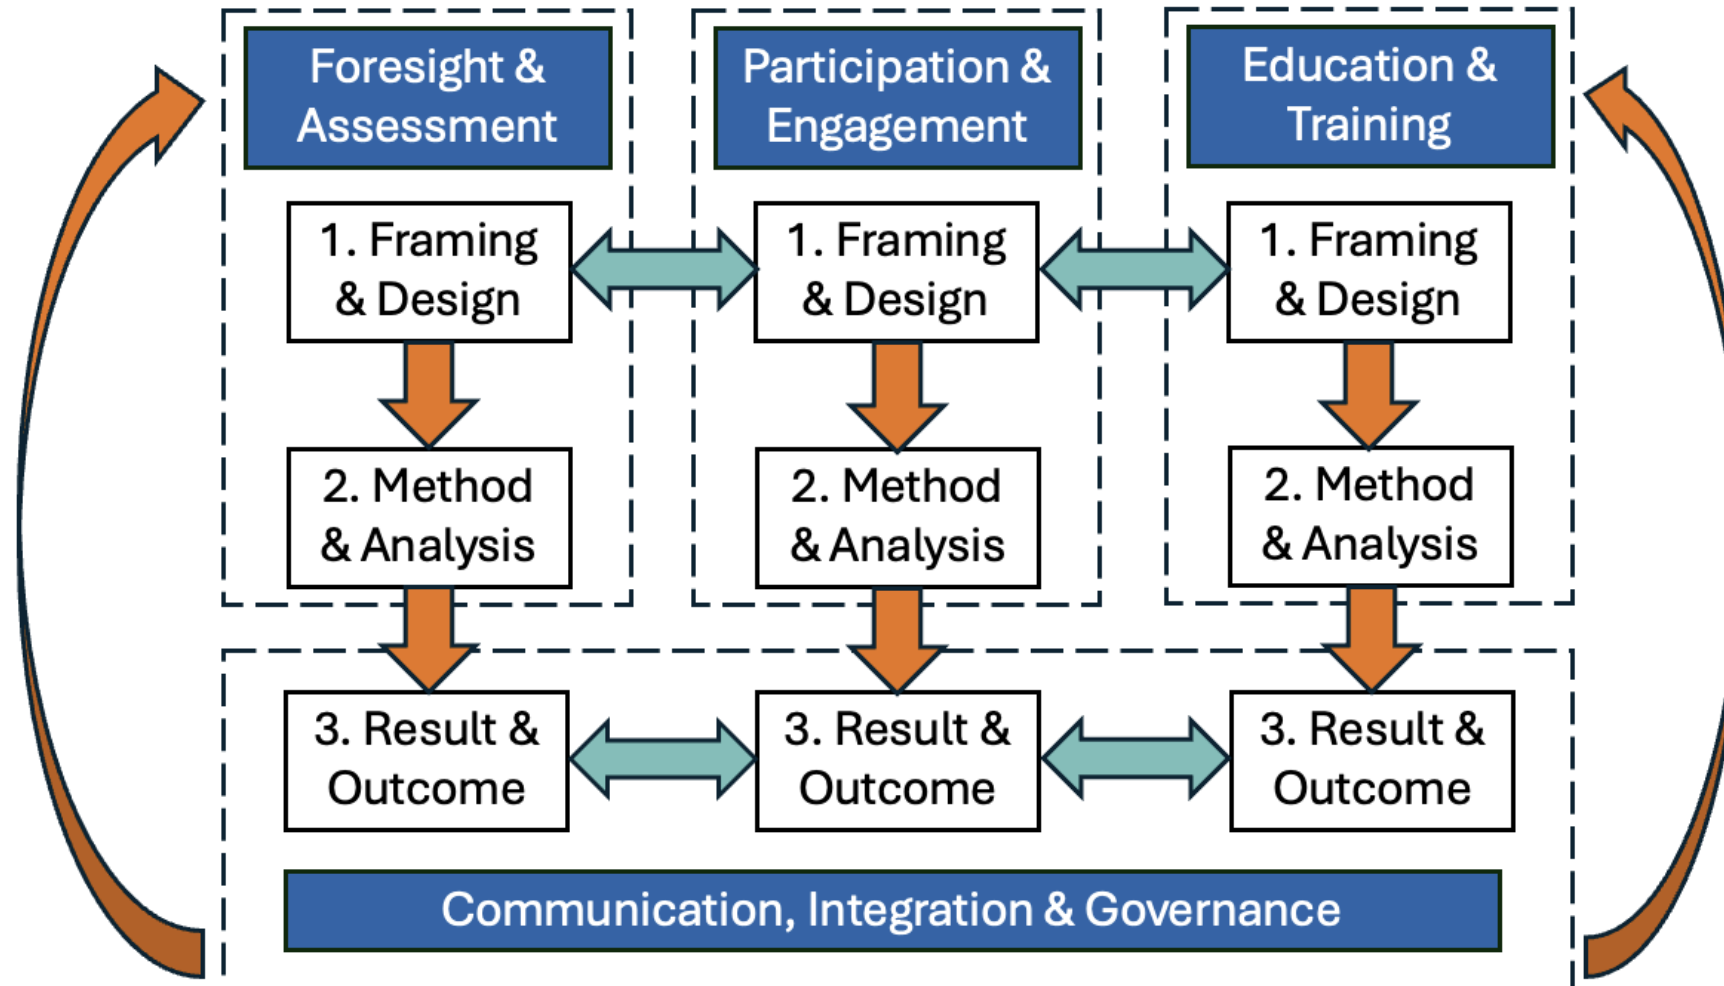 Foresight &
Assessment
Participation &
Engagement
Education &
Training
1. Framing
& Design
1. Framing
& Design
1. Framing
& Design
2. Method
& Analysis
2. Method
& Analysis
2. Method
& Analysis
3. Result &
Outcome
3. Result &
Outcome
3. Result &
Outcome
Communication, Integration & Governance